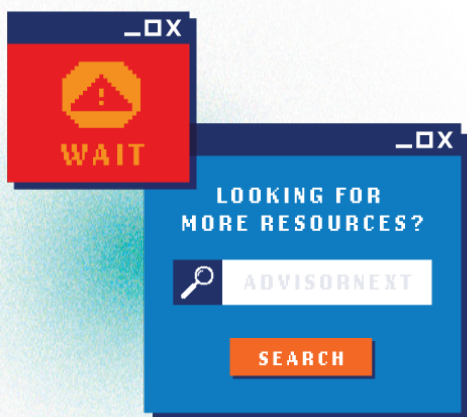 WAIT
LOOKING FOR
MORE RESOURCES?
ADVISORNEXT
SEARCH